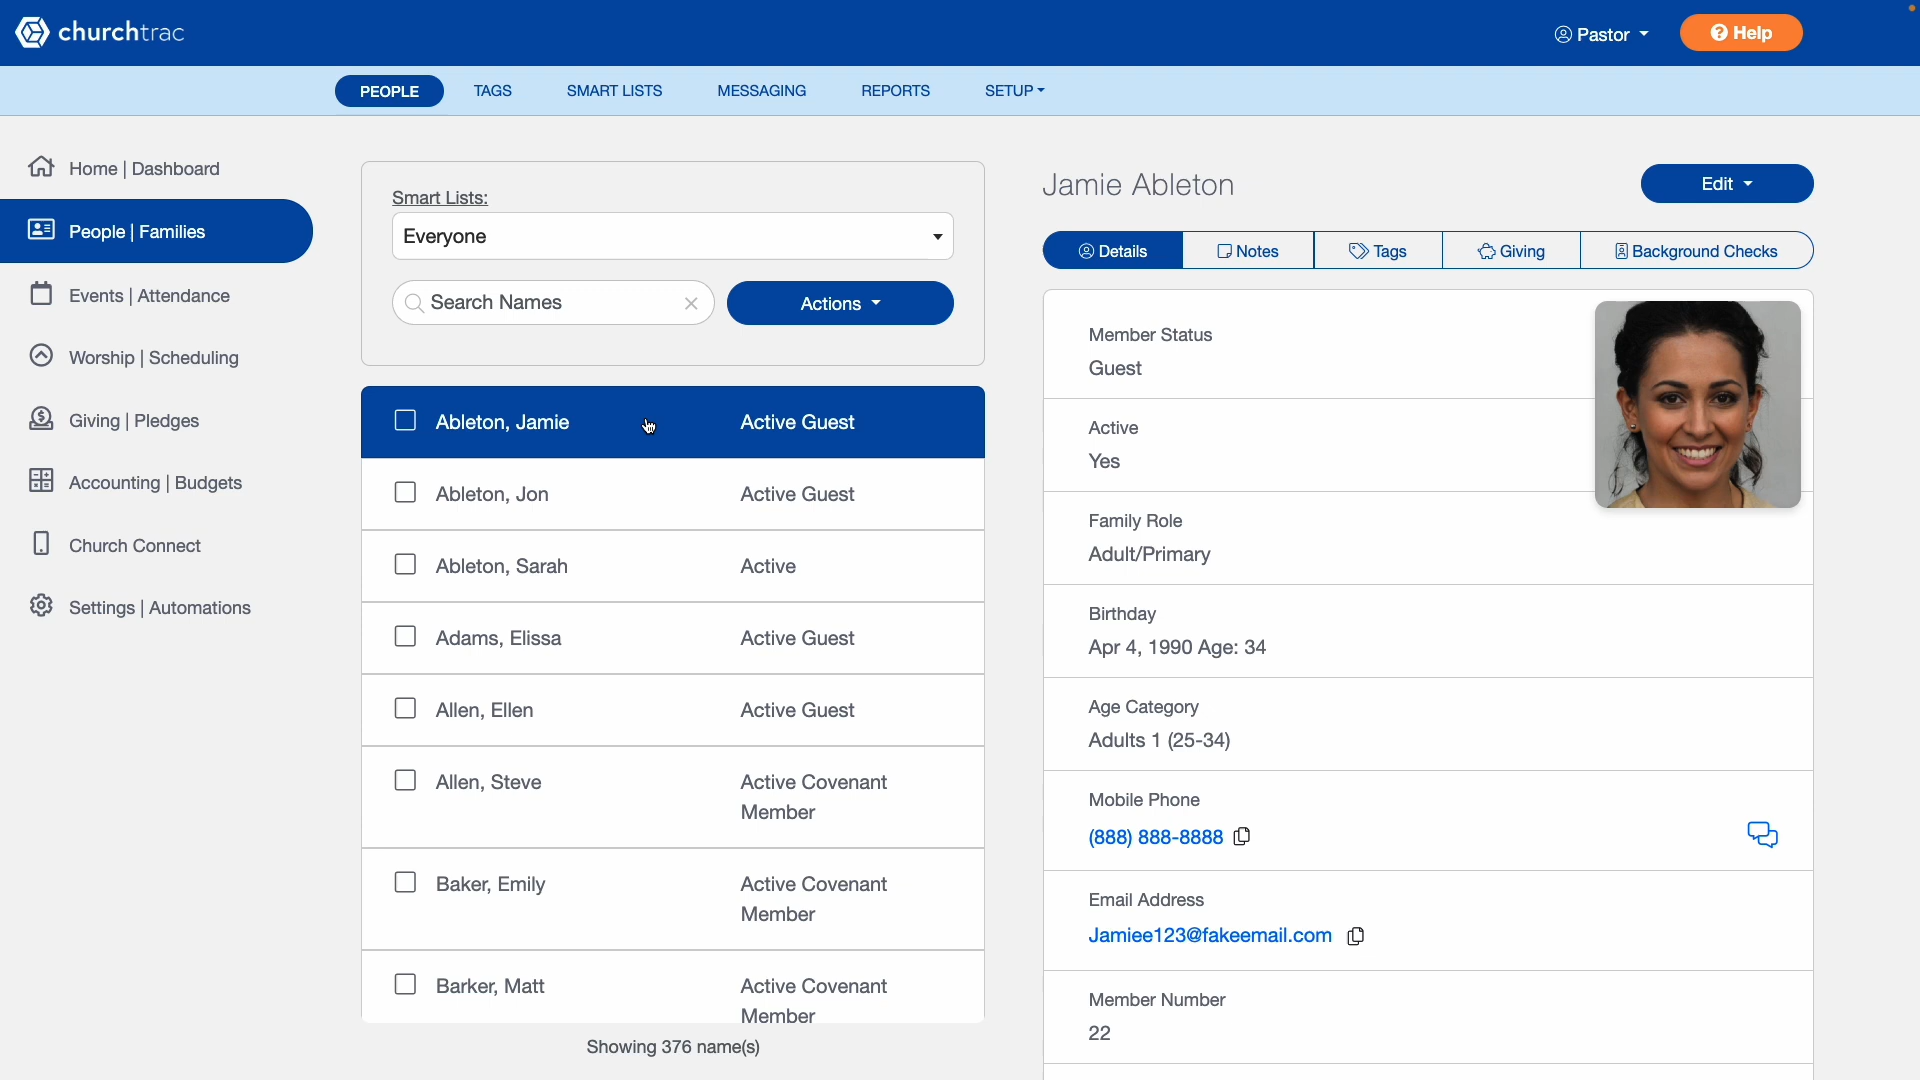 churchtrac
Pastor
Help
PEOPLE
TAGS
SMART LISTS
MESSAGING
REPORTS
SETUP
Home | Dashboard
People | Families
Events | Attendance
Worship | Scheduling
Giving | Pledges
Accounting | Budgets
Church Connect
Settings | Automations
Smart Lists:
Everyone
Search Names
Actions
Ableton, Jamie Active Guest
Ableton, Jon Active Guest
Ableton, Sarah Active
Adams, Elissa Active Guest
Allen, Ellen Active Guest
Allen, Steve Active Covenant
Member
Baker, Emily Active Covenant
Member
Barker, Matt Active Covenant
Member
Showing 376 name(s)
Jamie Ableton
Edit
Details
Notes
Tags
Giving
Background Checks
Member Status
Guest
Active
Yes
Family Role
Adult/Primary
Birthday
Apr 4, 1990 Age: 34
Age Category
Adults 1 (25-34)
Mobile Phone
(888) 888-8888
Email Address
Jamiee123@fakeemail.com
Member Number
22